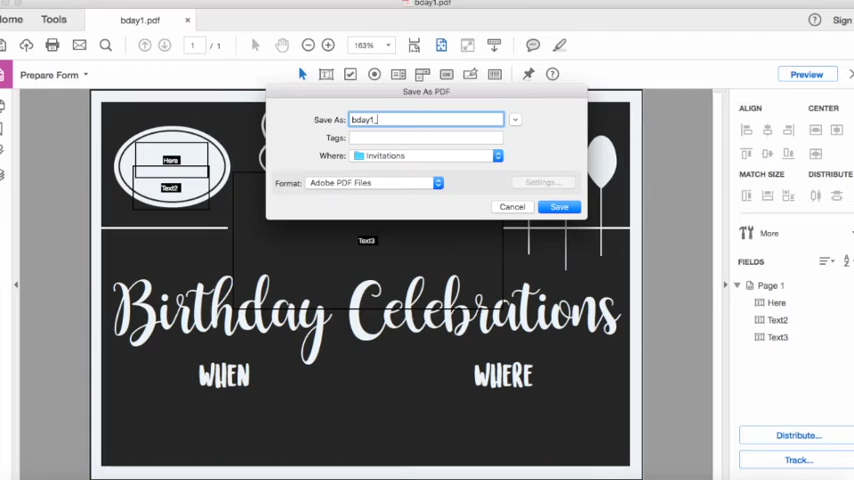 bday1.pdf
Home
Tools
bday1.pdf
×
Sign
1 / 1
163%
Prepare Form
Preview
Save As PDF
Save As: bday1_
Tags:
Where: Invitations
Format: Adobe PDF Files
Settings...
Cancel
Save
ALIGN
CENTER
MATCH SIZE
DISTRIBUTE
More
FIELDS
Page 1
Here
Text2
Text3
Distribute...
Track...
Here
Text2
Text3
Birthday Celebrations
WHEN
WHERE